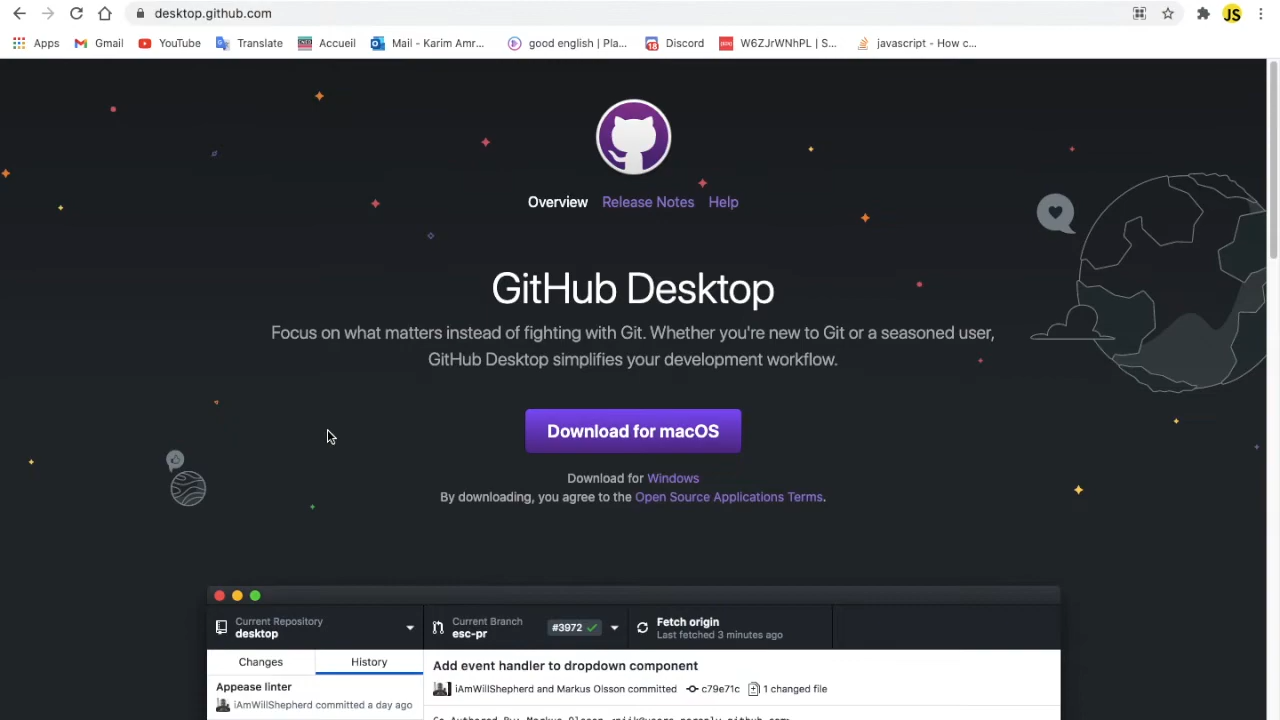 desktop.github.com
JS
Apps Gmail YouTube Translate Accueil Mail - Karim Amr... good english | Pla... 18 Discord W6ZJrWNhPL | S... javascript - How c...
Overview Release Notes Help
GitHub Desktop
Focus on what matters instead of fighting with Git. Whether you're new to Git or a seasoned user,
GitHub Desktop simplifies your development workflow.
Download for macOS
Download for Windows
By downloading, you agree to the Open Source Applications Terms.
Current Repository
desktop
Current Branch
esc-pr
#3972
Fetch origin
Last fetched 3 minutes ago
Changes History
Add event handler to dropdown component
Appease linter
iAmWillShepherd and Markus Olsson committed c79e71c 1 changed file
iAmWillShepherd committed a day ago